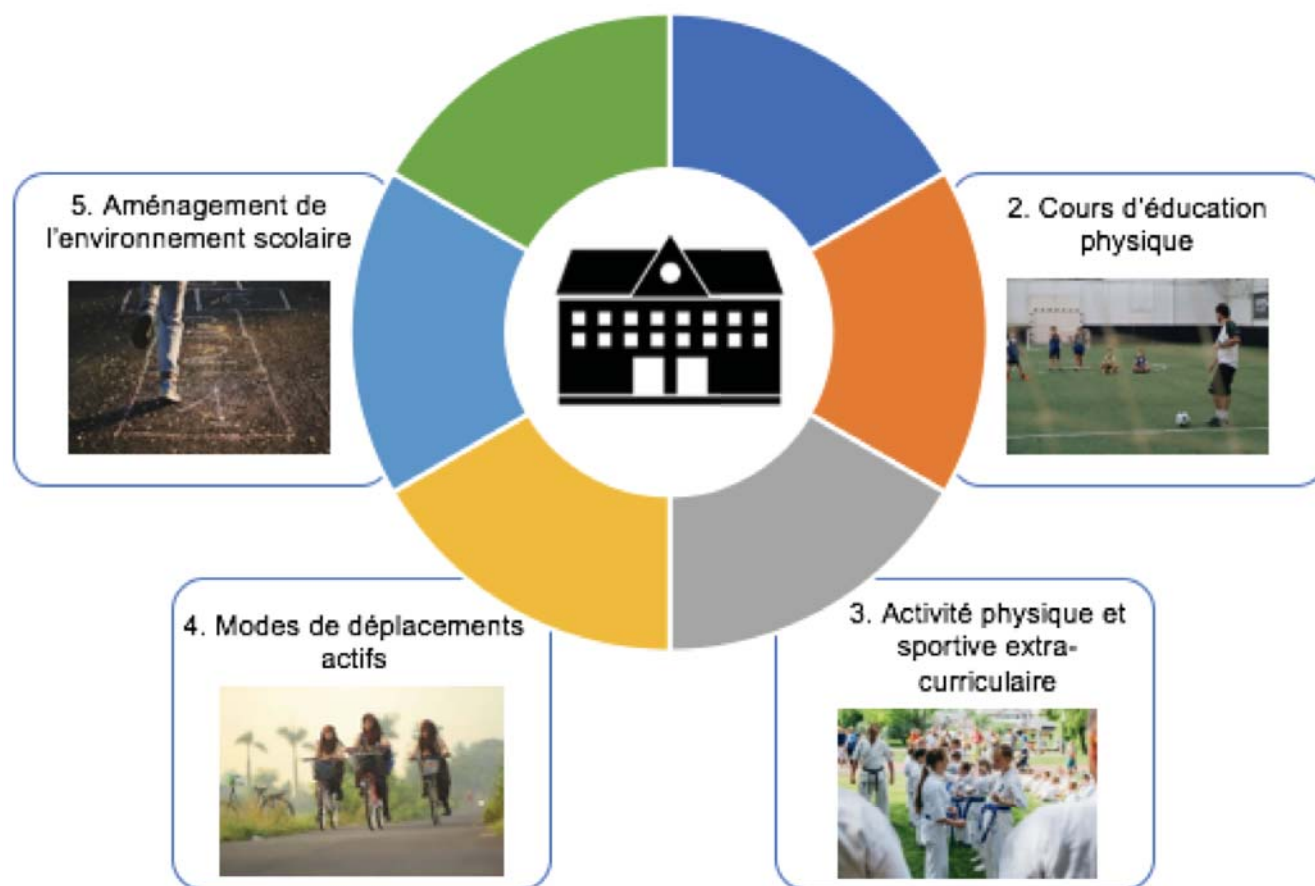 5. Aménagement de
l'environnement scolaire
2. Cours d'éducation
physique
4. Modes de déplacements
actifs
3. Activité physique et
sportive extra-
curriculaire